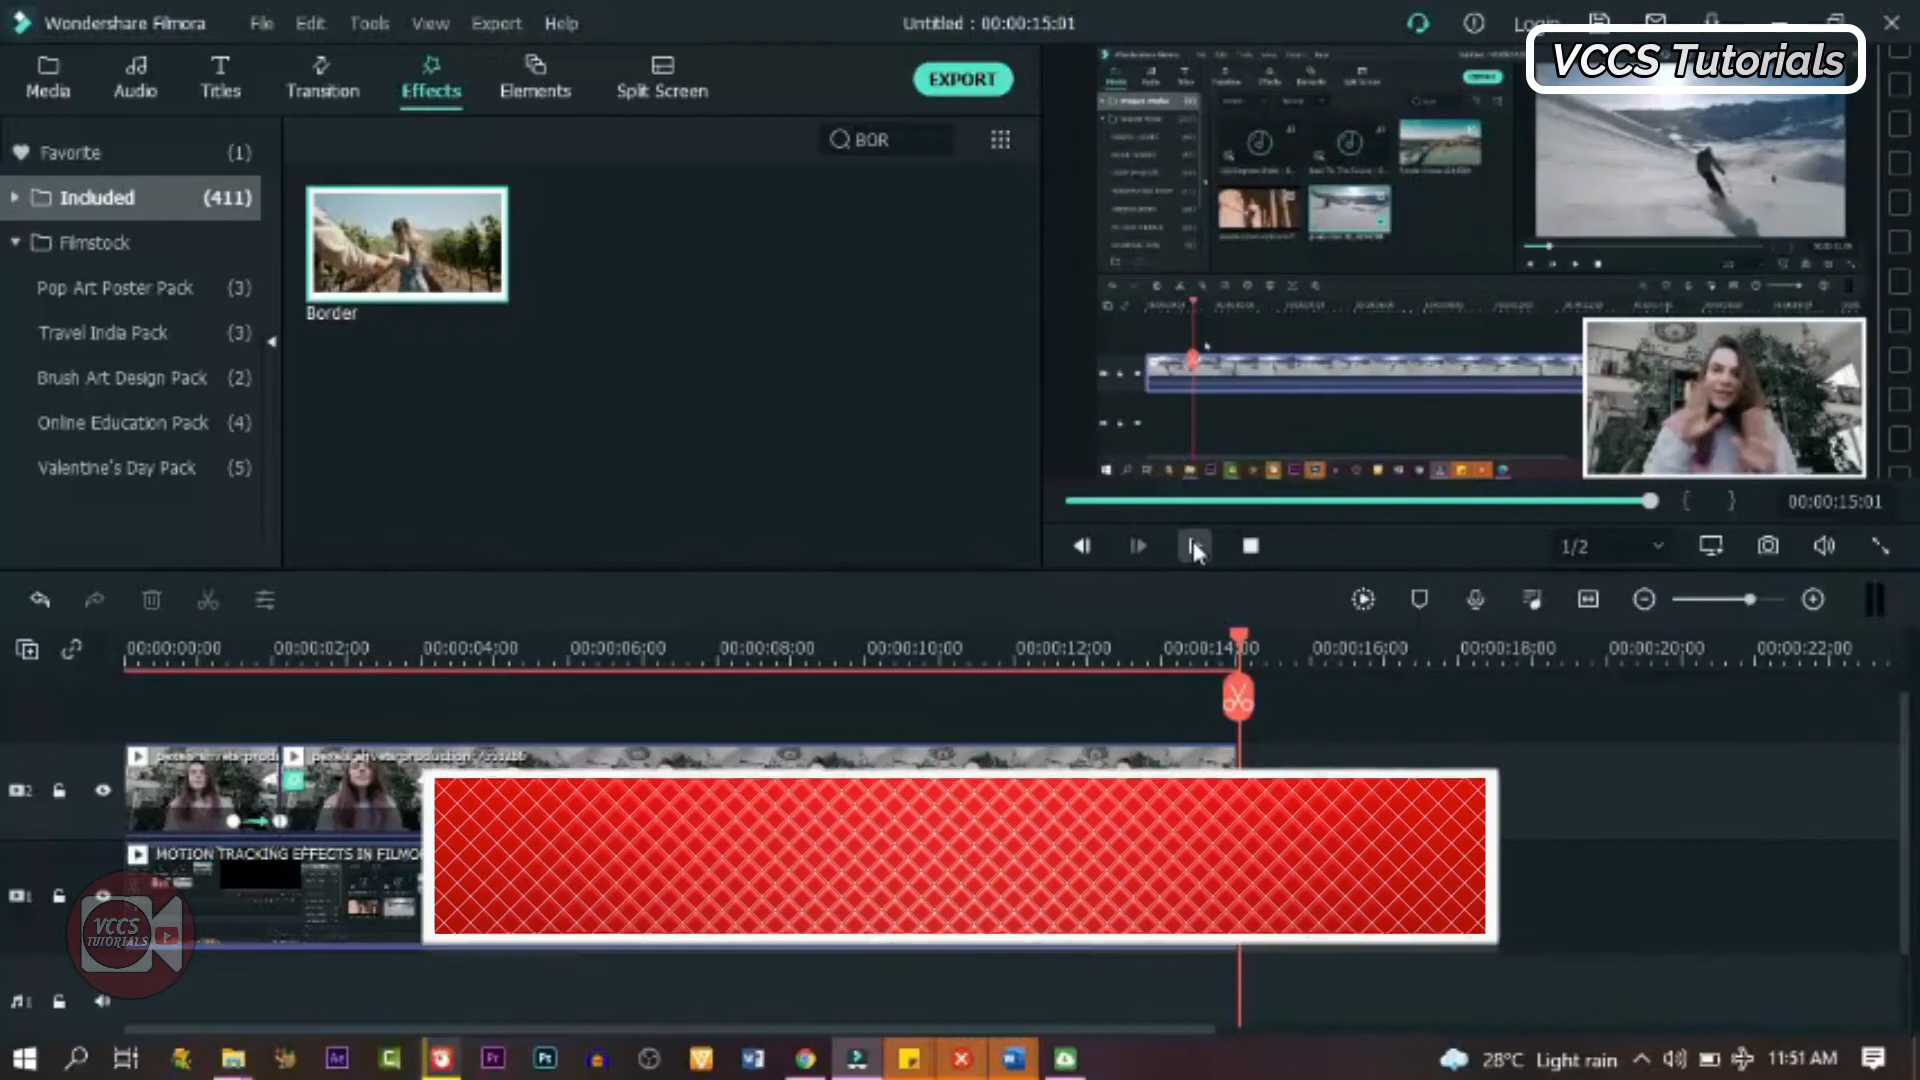 Wondershare Filmora
File
Edit
Tools
View
Export
Help
Untitled : 00:00:15:01
Login
VCCS Tutorials
Media
Audio
Titles
Transition
Effects
Elements
Split Screen
EXPORT
Favorite (1)
BOR
Included (411)
Filmstock
Pop Art Poster Pack (3)
Travel India Pack (3)
Brush Art Design Pack (2)
Online Education Pack (4)
Valentine's Day Pack (5)
Border
00:00:15:01
1/2
00:00:00:00
00:00:02:00
00:00:04:00
00:00:06:00
00:00:08:00
00:00:10:00
00:00:12:00
00:00:14:00
00:00:16:00
00:00:18:00
00:00:20:00
00:00:22:00
2
MOTION TRACKING EFFECTS IN FILMO
1
VCCS
TUTORIALS
1
Ae
Pr
Ps
28°C Light rain
11:51 AM